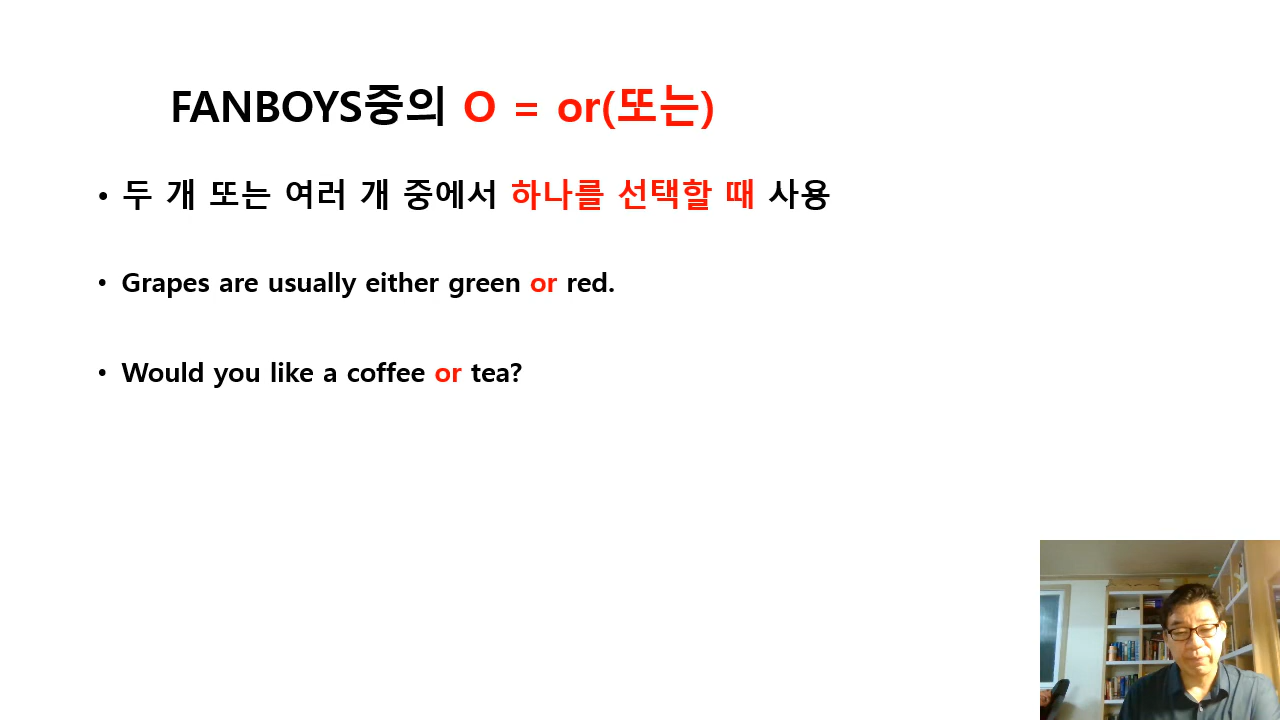 FANBOYS중의 O = or(또는)
• 두 개 또는 여러 개 중에서 하나를 선택할 때 사용
• Grapes are usually either green or red.
• Would you like a coffee or tea?